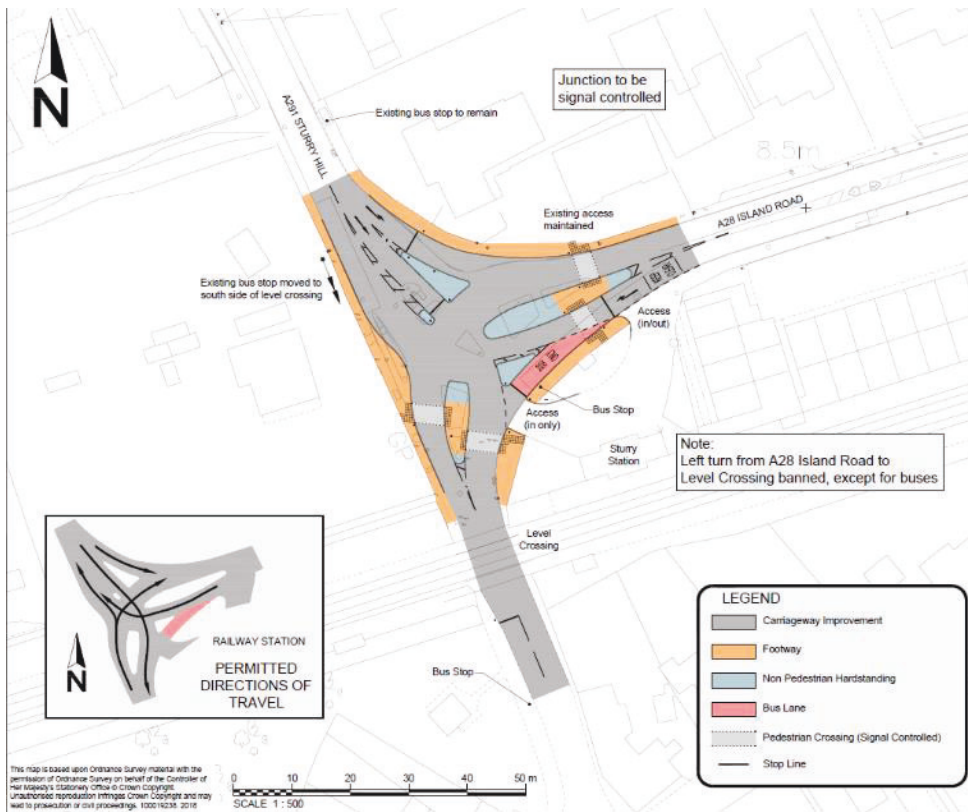 N
Junction to be
signal controlled
A291 STURRY HILL
Existing bus stop to remain
8.5m
A28 ISLAND ROAD
Existing access
maintained
Existing bus stop moved to
south side of level crossing
BUS
Access
(in/out)
BUS
Bus Stop
Access
(in only)
Sturry
Station
Note:
Left turn from A28 Island Road to
Level Crossing banned, except for buses
Level
Crossing
Bus Stop
N
RAILWAY STATION
PERMITTED
DIRECTIONS OF
TRAVEL
LEGEND
Carriageway Improvement
Footway
Non Pedestrian Hardstanding
Bus Lane
Pedestrian Crossing (Signal Controlled)
Stop Line
This map is based upon Ordnance Survey material with the
permission of Ordnance Survey on behalf of the Controller of
Her Majesty's Stationery Office © Crown Copyright.
Unauthorised reproduction infringes Crown Copyright and may
lead to prosecution or civil proceedings. 100019238. 2018
0 10 20 30 40 50 m
SCALE 1 : 500